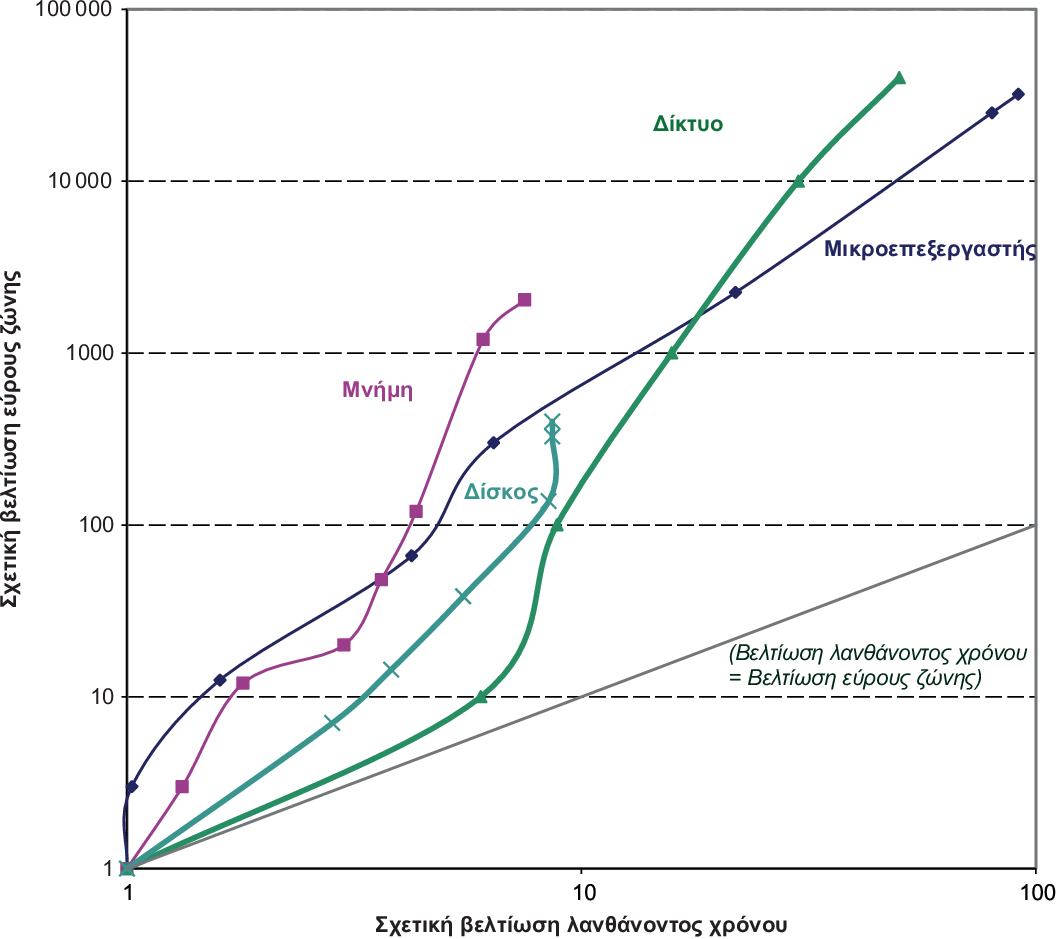 100 000
Δίκτυο
10 000
Μικροεπεξεργαστής
Σχετική βελτίωση εύρους ζώνης
1000
Μνήμη
Δίσκος
100
(Βελτίωση λανθάνοντος χρόνου
= Βελτίωση εύρους ζώνης)
10
1
1
10
100
Σχετική βελτίωση λανθάνοντος χρόνου